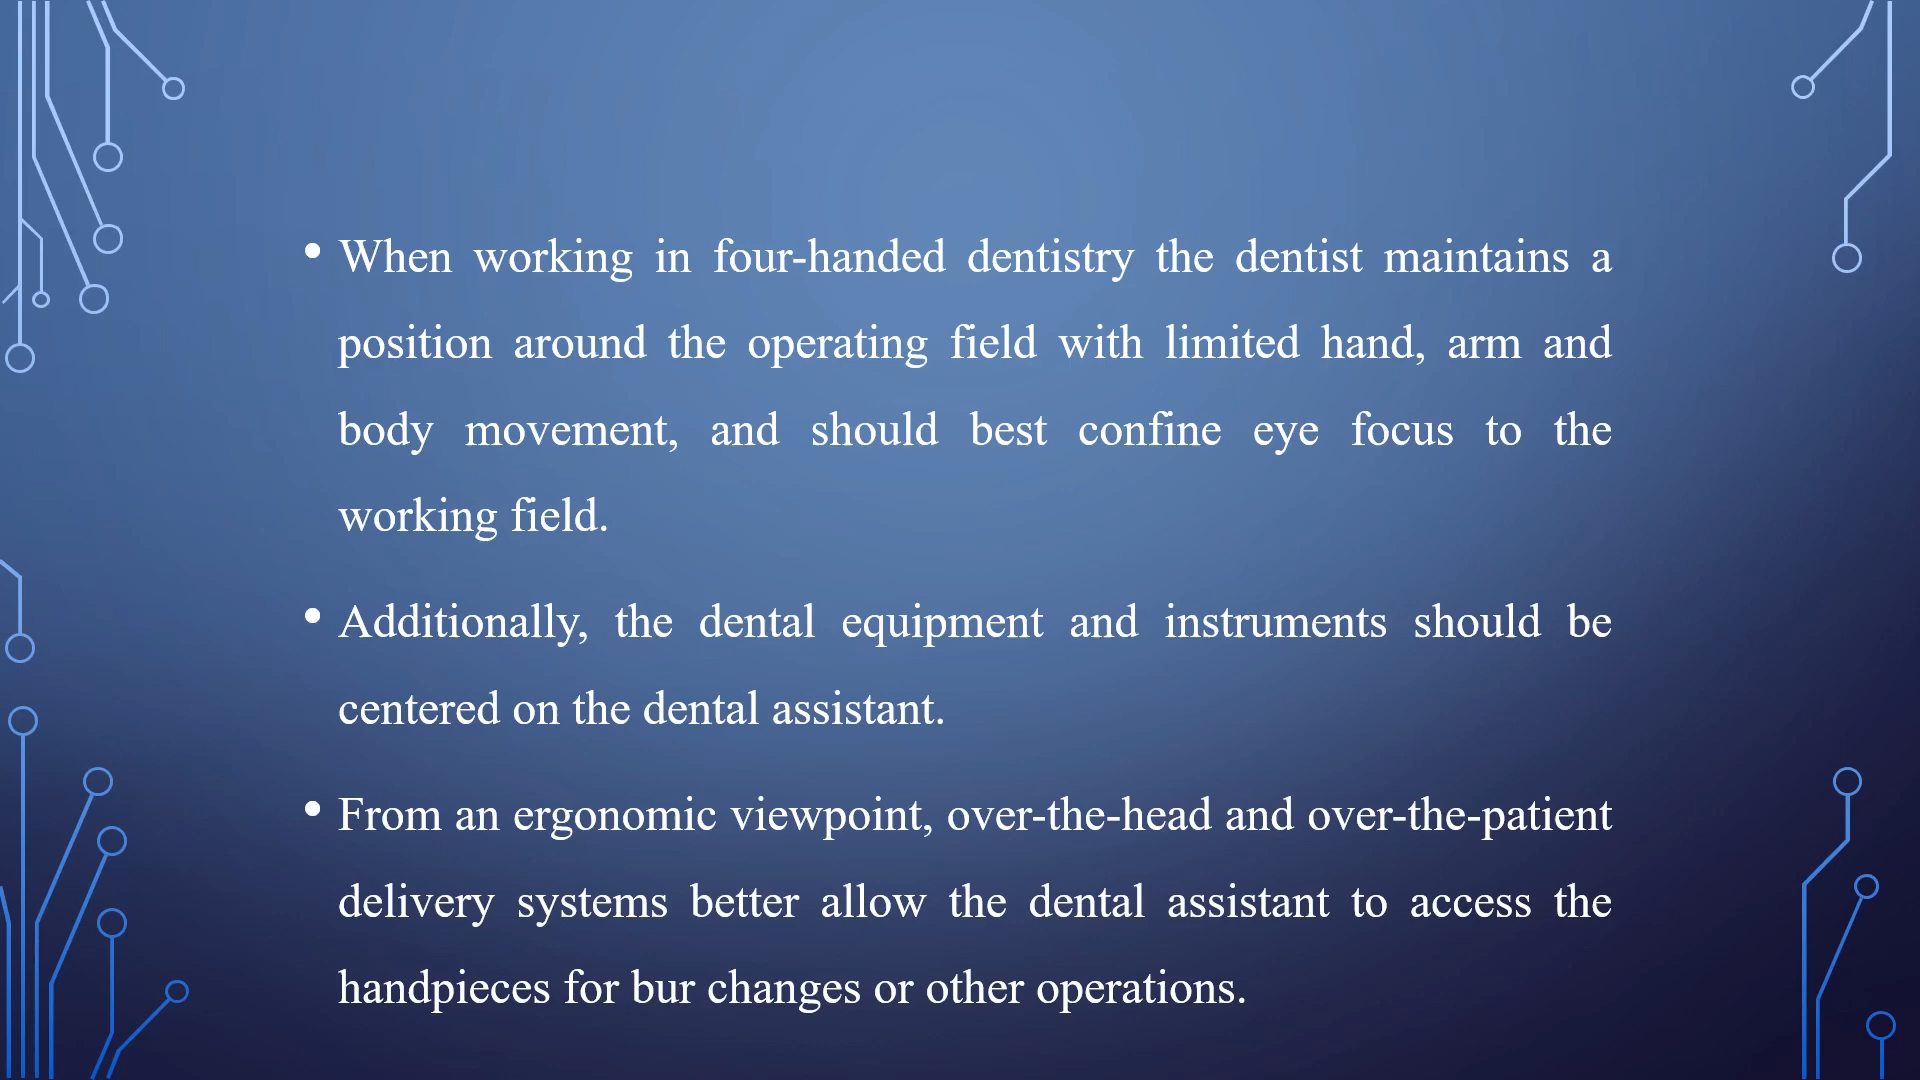 • When working in four-handed dentistry the dentist maintains a
position around the operating field with limited hand, arm and
body movement, and should best confine eye focus to the
working field.
• Additionally, the dental equipment and instruments should be
centered on the dental assistant.
• From an ergonomic viewpoint, over-the-head and over-the-patient
delivery systems better allow the dental assistant to access the
handpieces for bur changes or other operations.